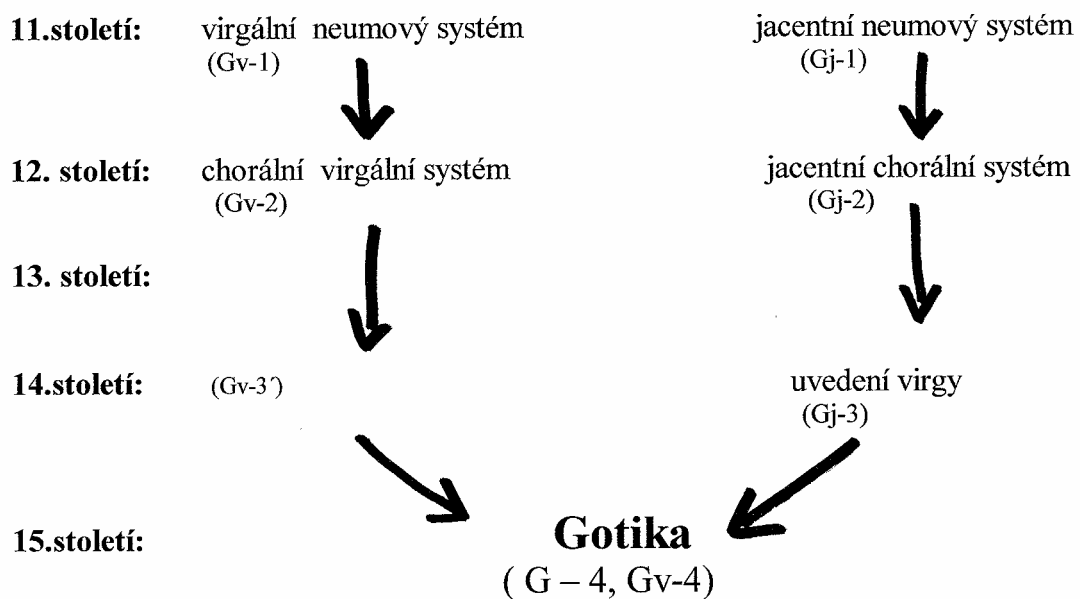 11.století: virgální neumový systém jacentní neumový systém
(Gv-1) (Gj-1)
12. století: chorální virgální systém jacentní chorální systém
(Gv-2) (Gj-2)
13. století:
14.století: (Gv-3´) uvedení virgy
(Gj-3)
15.století: Gotika
( G – 4, Gv-4)